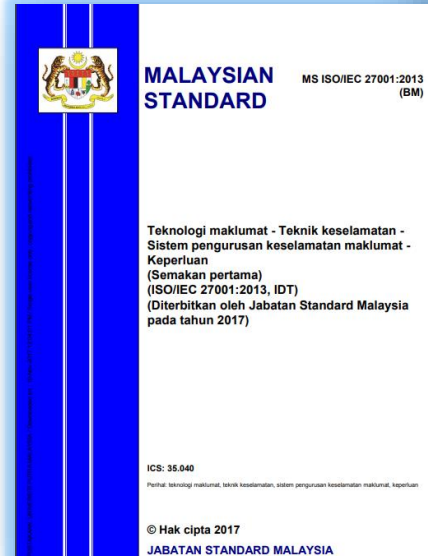 MALAYSIAN
STANDARD
MS ISO/IEC 27001:2013
(BM)
Teknologi maklumat - Teknik keselamatan -
Sistem pengurusan keselamatan maklumat -
Keperluan
(Semakan pertama)
(ISO/IEC 27001:2013, IDT)
(Diterbitkan oleh Jabatan Standard Malaysia
pada tahun 2017)
ICS: 35.040
Perihal: teknologi maklumat, teknik keselamatan, sistem pengurusan keselamatan maklumat, keperluan
© Hak cipta 2017
JABATAN STANDARD MALAYSIA